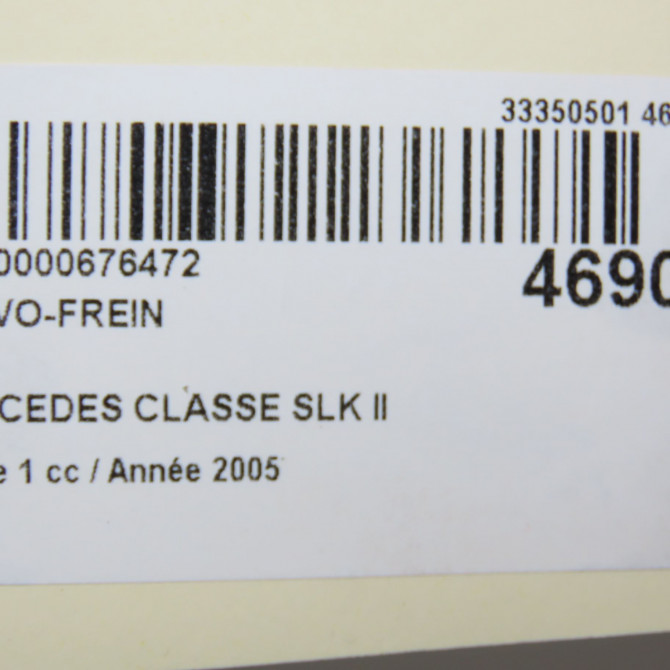 33350501 46
0000676472
4690
VO-FREIN
CEDES CLASSE SLK II
e 1 cc / Année 2005